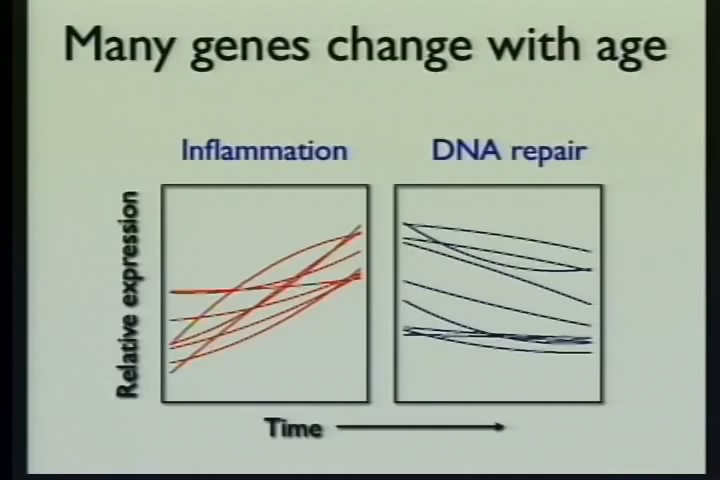 Many genes change with age
Inflammation
DNA repair
Relative expression
Time